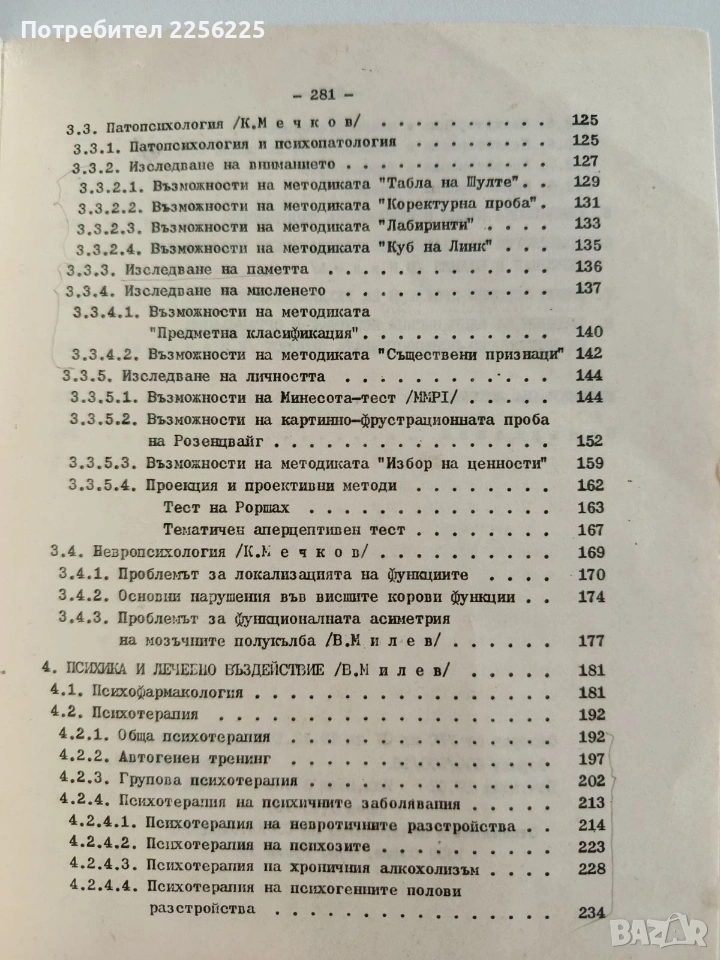 Потребител 2256225
- 281 -
3.3. Патопсихология /К.М е ч к о в/ . . . . . . . . . . 125
3.3.1. Патопсихология и психопатология . . . . . . . . . 125
3.3.2. Изследване на вниманието . . . . . . . . . . . . . 127
3.3.2.1. Възможности на методиката "Табла на Шулте". . 129
3.3.2.2. Възможности на методиката "Коректурна проба". 131
3.3.2.3. Възможности на методиката "Лабиринти" . . . . 133
3.3.2.4. Възможности на методиката "Куб на Линк" . . . 135
3.3.3. Изследване на паметта . . . . . . . . . . . . . . 136
3.3.4. Изследване на мисленето . . . . . . . . . . . . . 137
3.3.4.1. Възможности на методиката
"Предметна класификация". . . . . . . . . . . . 140
3.3.4.2. Възможности на методиката "Съществени признаци" 142
3.3.5. Изследване на личността . . . . . . . . . . . . . 144
3.3.5.1. Възможности на Минесота-тест /MMPI/ . . . . . 144
3.3.5.2. Възможности на картинно-фрустрационната проба
на Розенцвайг . . . . . . . . . . . . . . . . . 152
3.3.5.3. Възможности на методиката "Избор на ценности" 159
3.3.5.4. Проекция и проективни методи . . . . . . . . 162
Тест на Роршах . . . . . . . . . . . . . . . 163
Тематичен аперцептивен тест . . . . . . . . 167
3.4. Невропсихология /К.М е ч к о в/ . . . . . . . . . . 169
3.4.1. Проблемът за локализацията на функциите . . . . . 170
3.4.2. Основни нарушения във висшите корови функции . . 174
3.4.3. Проблемът за функционалната асиметрия
на мозъчните полукълба /В.М и л е в/ . . . . . . 177
4. ПСИХИКА И ЛЕЧЕБНО ВЪЗДЕЙСТВИЕ /В.М и л е в/ . . . . . 181
4.1. Психофармакология . . . . . . . . . . . . . . . . . 181
4.2. Психотерапия . . . . . . . . . . . . . . . . . . . 192
4.2.1. Обща психотерапия . . . . . . . . . . . . . . . . 192
4.2.2. Автогенен тренинг . . . . . . . . . . . . . . . . 197
4.2.3. Групова психотерапия . . . . . . . . . . . . . . 202
4.2.4. Психотерапия на психичните заболявания . . . . . 213
4.2.4.1. Психотерапия на невротичните разстройства . . 214
4.2.4.2. Психотерапия на психозите . . . . . . . . . . 223
4.2.4.3. Психотерапия на хроничния алкохолизъм . . . . 228
4.2.4.4. Психотерапия на психогенните полови
разстройства . . . . . . . . . . . . . . . . . 234
BAZAR